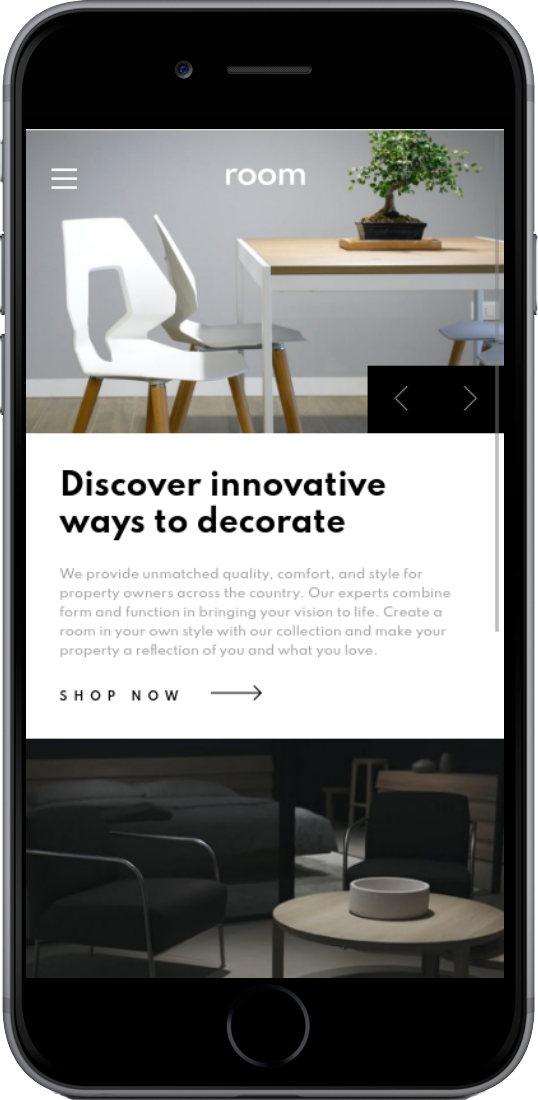 room
Discover innovative
ways to decorate
We provide unmatched quality, comfort, and style for
property owners across the country. Our experts combine
form and function in bringing your vision to life. Create a
room in your own style with our collection and make your
property a reflection of you and what you love.
SHOP NOW